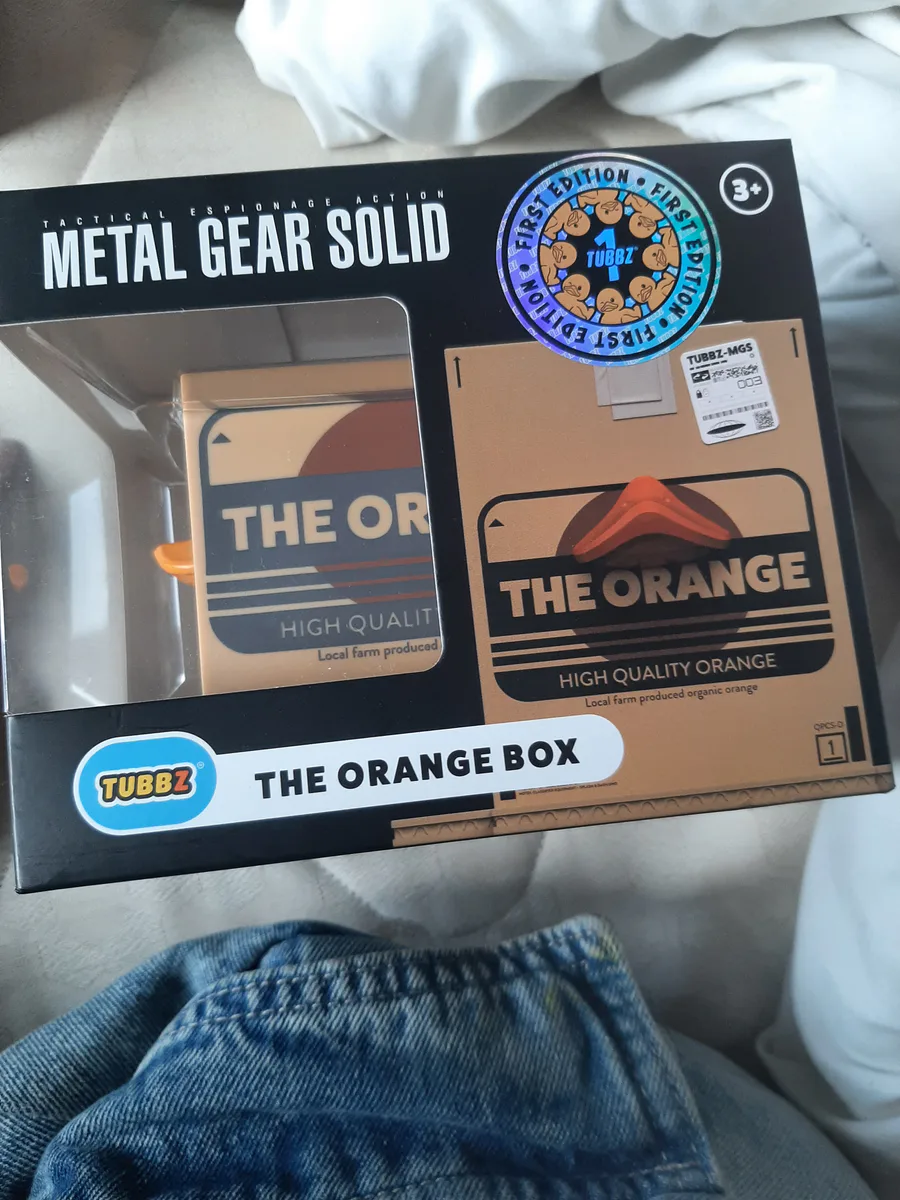 TACTICAL ESPIONAGE ACTION
METAL GEAR SOLID
FIRST EDITION • FIRST EDITION • FIRST EDITION •
1
TUBBZ
3+
TUBBZ-MGS
003
THE OR
HIGH QUALIT
Local farm produced
THE ORANGE
HIGH QUALITY ORANGE
Local farm produced organic orange
QPCS-O
1
TUBBZ®
THE ORANGE BOX